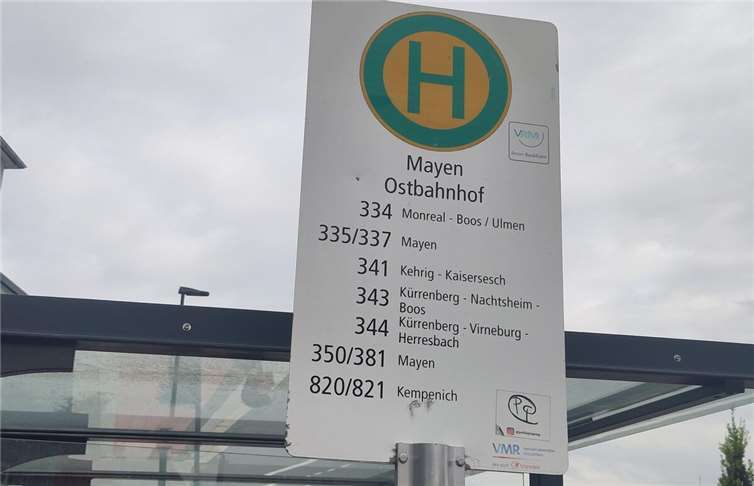 H
VRM
Mayen
Ostbahnhof
334 Monreal - Boos / Ulmen
335/337 Mayen
341 Kehrig - Kaisersesch
343 Kürrenberg - Nachtsheim -
Boos
344 Kürrenberg - Virneburg -
Herresbach
350/381 Mayen
820/821 Kempenich
VMR